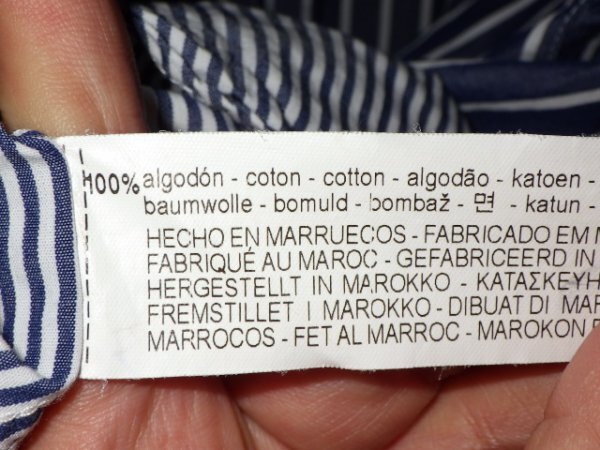 100% algodón - coton - cotton - algodão - katoen -
baumwolle - bomuld - bombaž - 면 - katun -
HECHO EN MARRUECOS - FABRICADO EM
FABRIQUÉ AU MAROC - GEFABRICEERD IN
HERGESTELLT IN MAROKKO -
FREMSTILLET I MAROKKO - DIBUAT DI
MARROCOS - FET AL MARROC - MAROKON